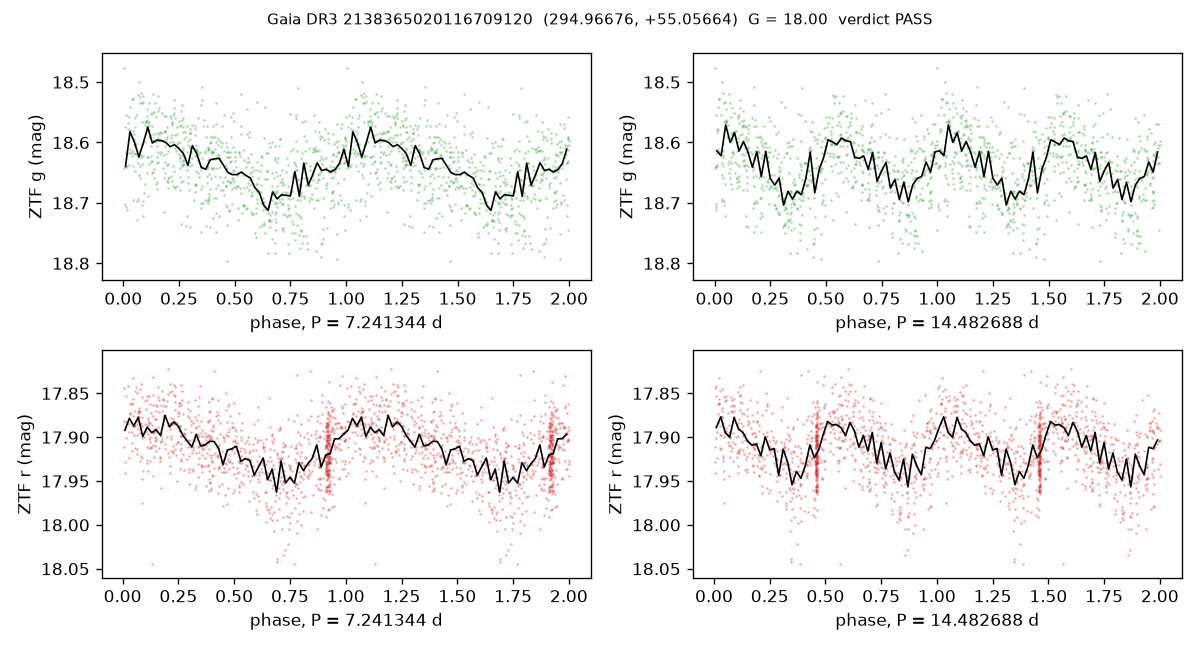 Gaia DR3 2138365020116709120 (294.96676, +55.05664) G = 18.00 verdict PASS
ZTF g (mag)
18.5
18.6
18.7
18.8
0.00 0.25 0.50 0.75 1.00 1.25 1.50 1.75 2.00
phase, P = 7.241344 d
ZTF g (mag)
18.5
18.6
18.7
18.8
0.00 0.25 0.50 0.75 1.00 1.25 1.50 1.75 2.00
phase, P = 14.482688 d
ZTF r (mag)
17.85
17.90
17.95
18.00
18.05
0.00 0.25 0.50 0.75 1.00 1.25 1.50 1.75 2.00
phase, P = 7.241344 d
ZTF r (mag)
17.85
17.90
17.95
18.00
18.05
0.00 0.25 0.50 0.75 1.00 1.25 1.50 1.75 2.00
phase, P = 14.482688 d